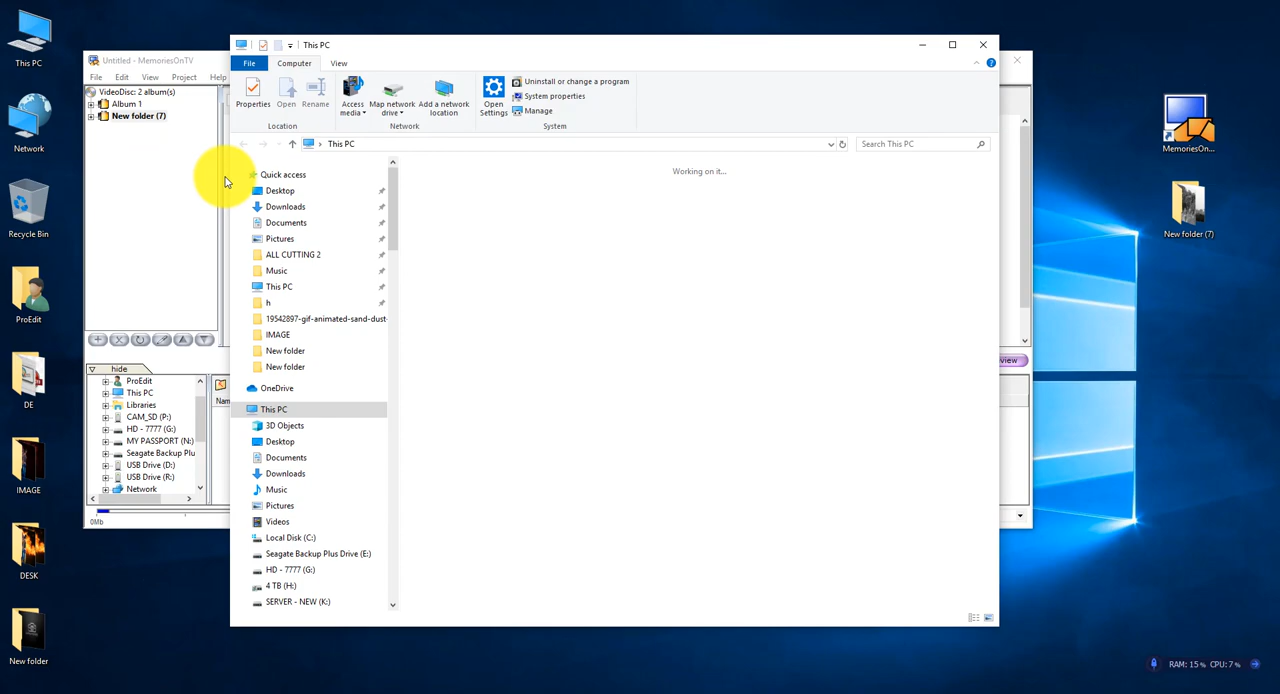 This PC
Network
Recycle Bin
ProEdit
DE
IMAGE
DESK
New folder
Untitled - MemoriesOnTV
File Edit View Project Help
VideoDisc: 2 album(s)
Album 1
New folder (7)
hide
ProEdit
This PC
Libraries
CAM_SD (P:)
HD - 7777 (G:)
MY PASSPORT (N:)
Seagate Backup Plu
USB Drive (D:)
USB Drive (R:)
Network
0Mb
Nam
view
This PC
File Computer View
Properties
Open
Rename
Location
Access media
Map network drive
Add a network location
Network
Open Settings
Uninstall or change a program
System properties
Manage
System
This PC
Search This PC
Working on it...
Quick access
Desktop
Downloads
Documents
Pictures
ALL CUTTING 2
Music
This PC
h
19542897-gif-animated-sand-dust-
IMAGE
New folder
New folder
OneDrive
This PC
3D Objects
Desktop
Documents
Downloads
Music
Pictures
Videos
Local Disk (C:)
Seagate Backup Plus Drive (E:)
HD - 7777 (G:)
4 TB (H:)
SERVER - NEW (K:)
MemoriesOn...
New folder (7)
RAM: 15% CPU: 7%